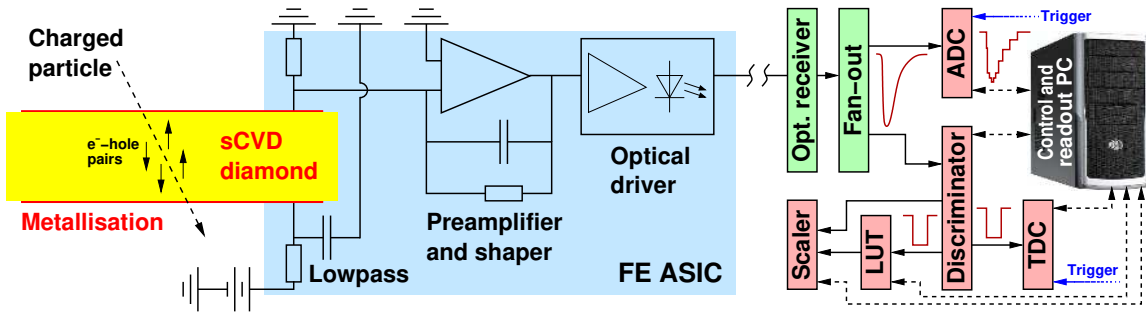 Charged
particle
e⁻−hole
pairs
sCVD
diamond
Metallisation
Lowpass
Preamplifier
and shaper
Optical
driver
FE ASIC
Opt. receiver
Fan−out
ADC
Trigger
Control and
readout PC
Discriminator
Scaler
LUT
TDC
Trigger